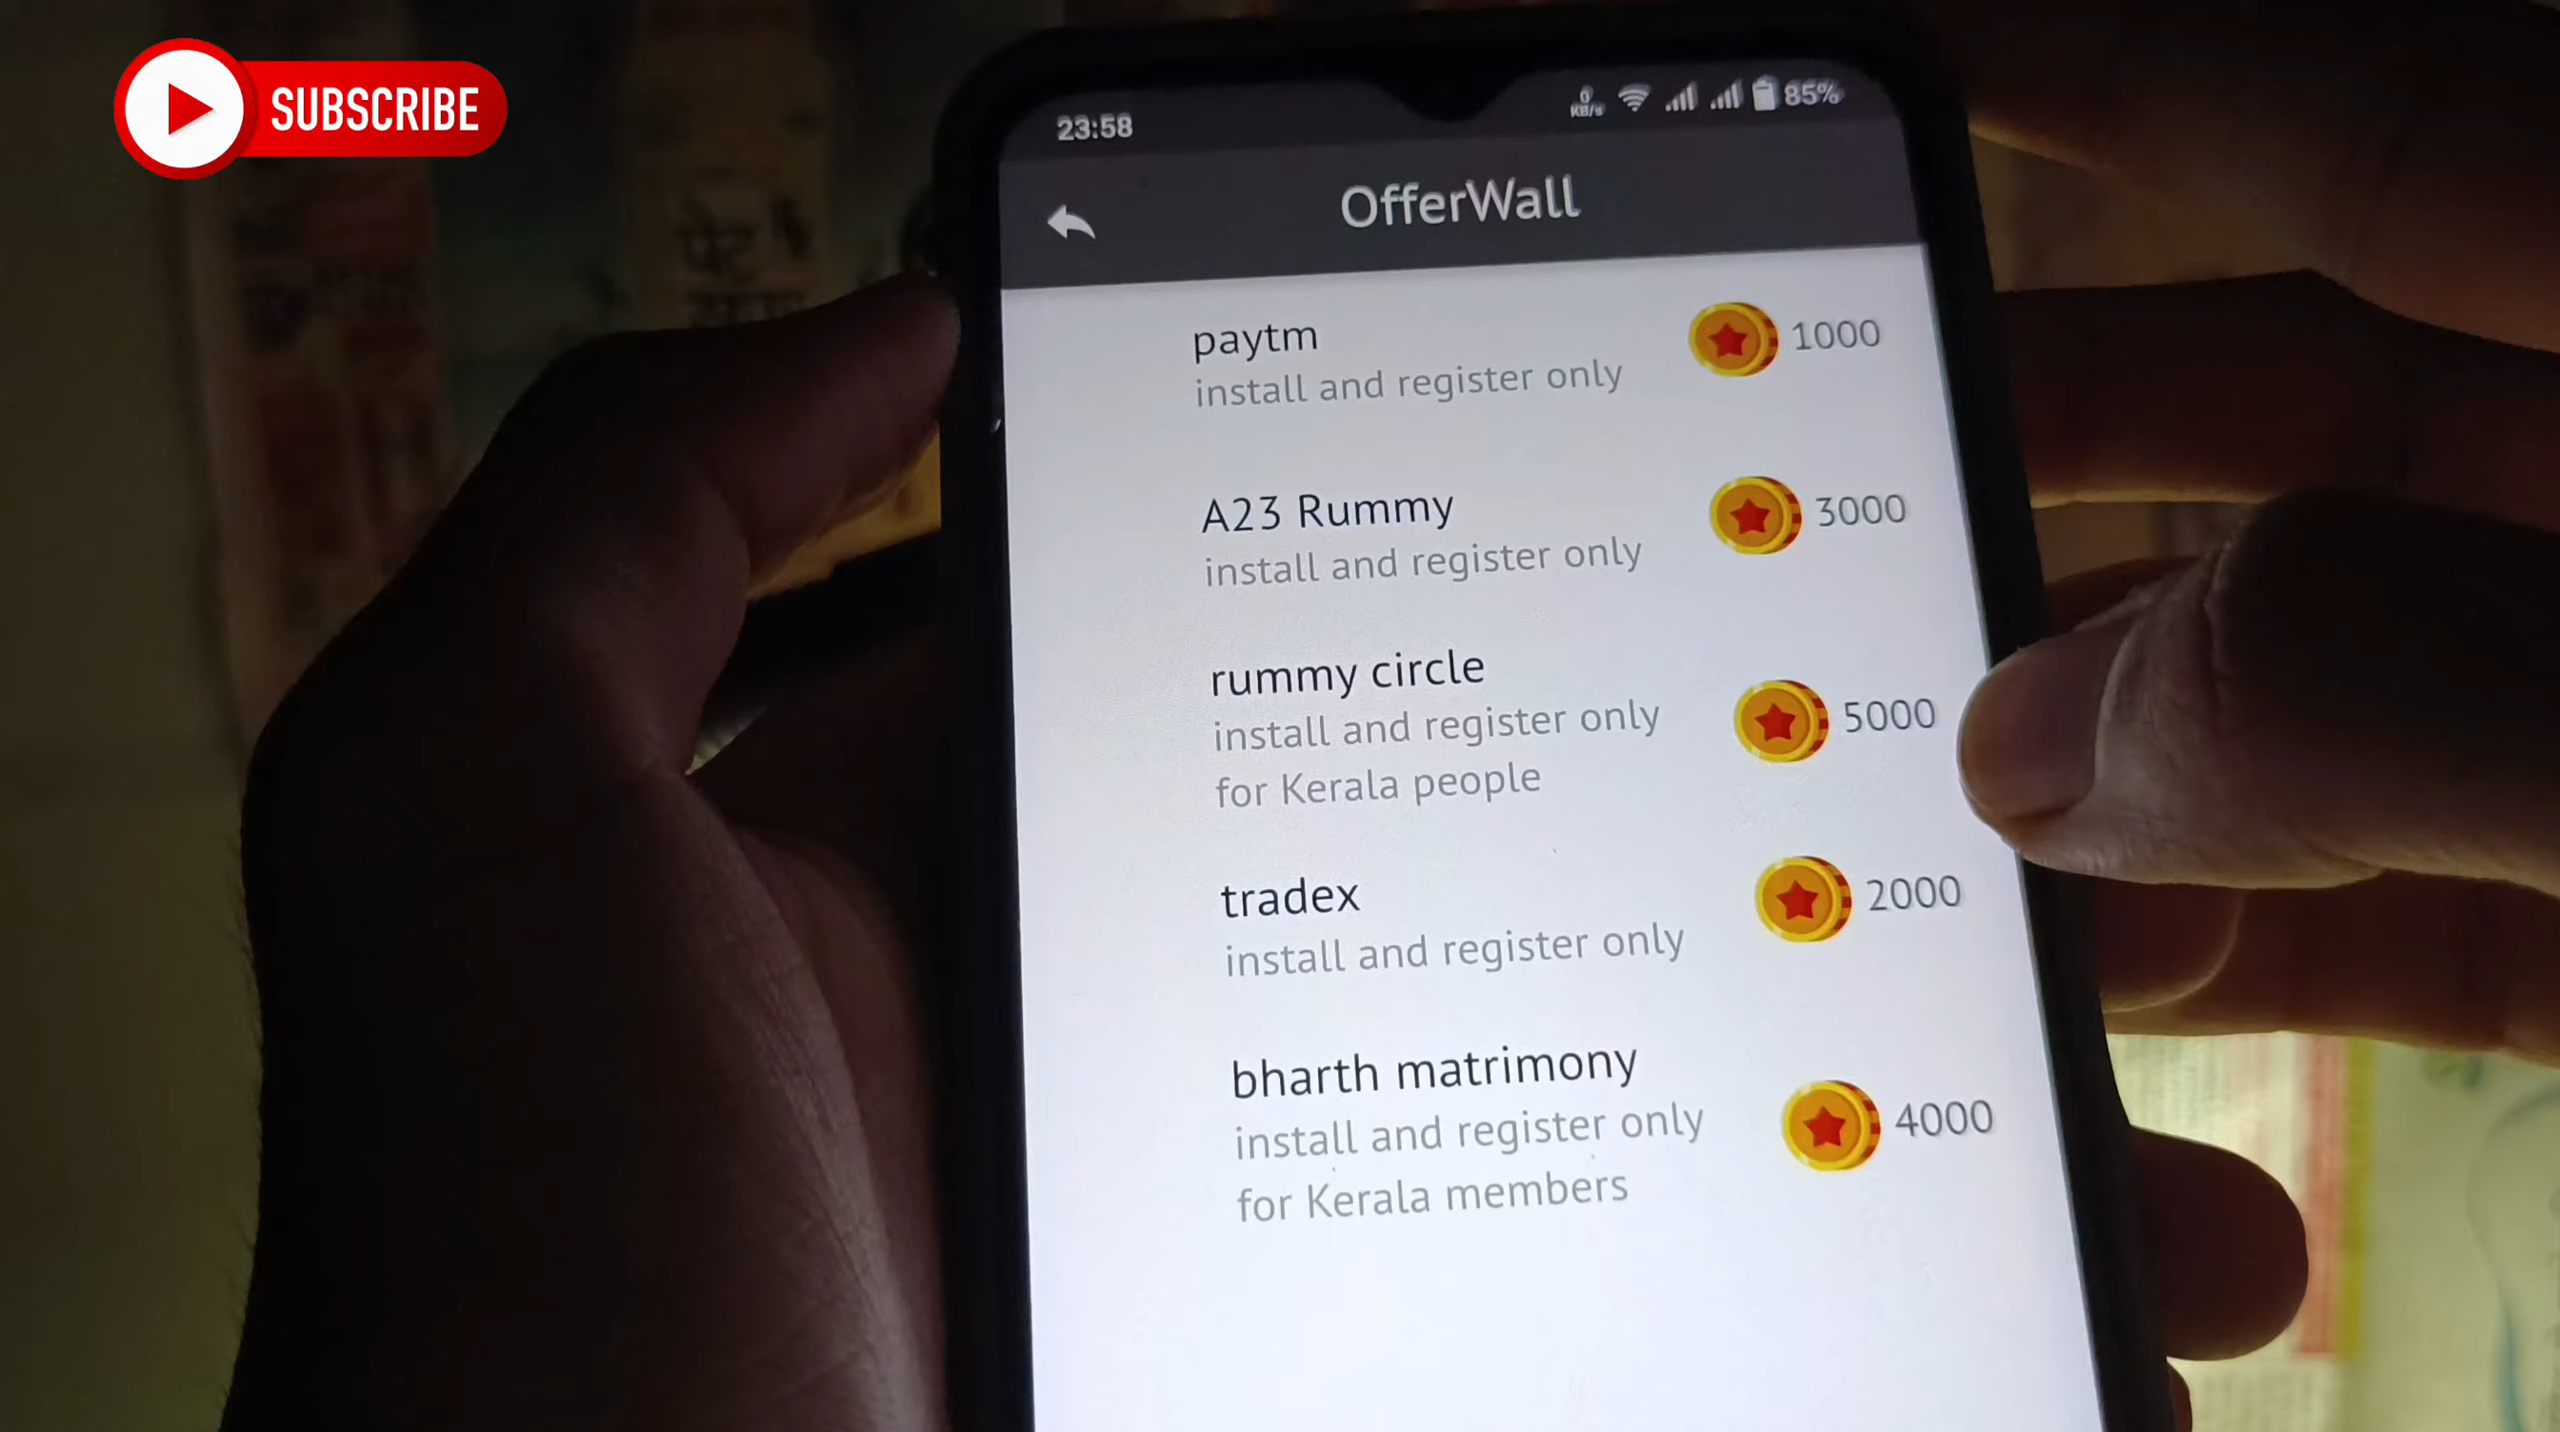 SUBSCRIBE
23:58
0
KB/s
85%
OfferWall
paytm
1000
install and register only
A23 Rummy
3000
install and register only
rummy circle
5000
install and register only
for Kerala people
tradex
2000
install and register only
bharth matrimony
4000
install and register only
for Kerala members